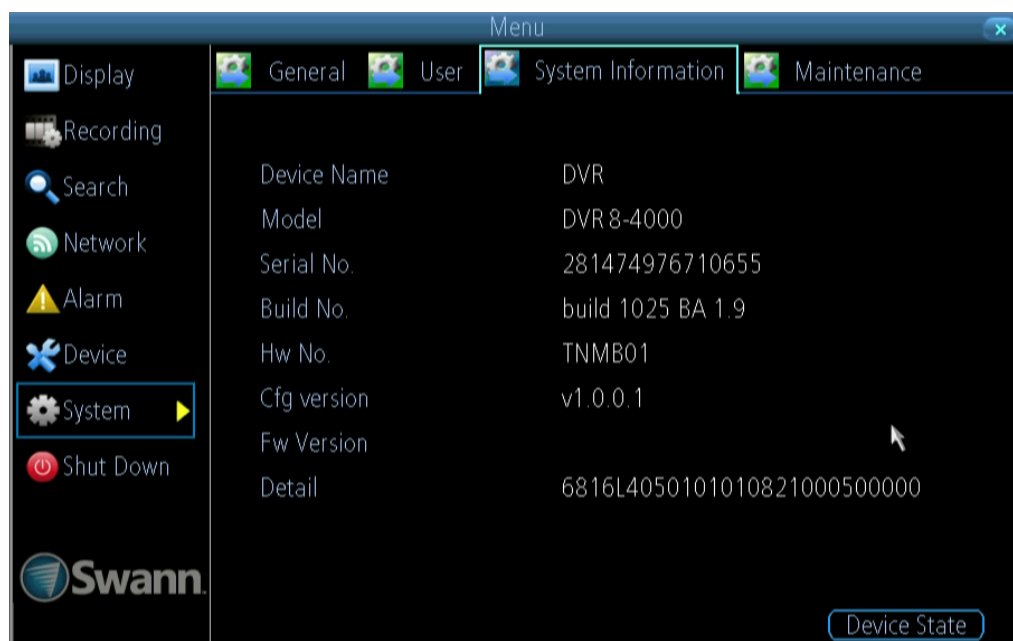 Menu
Display
Recording
Search
Network
Alarm
Device
System
Shut Down
Swann.
General User System Information Maintenance
Device Name DVR
Model DVR 8-4000
Serial No. 281474976710655
Build No. build 1025 BA 1.9
Hw No. TNMB01
Cfg version v1.0.0.1
Fw Version
Detail 6816L4050101010821000500000
Device State